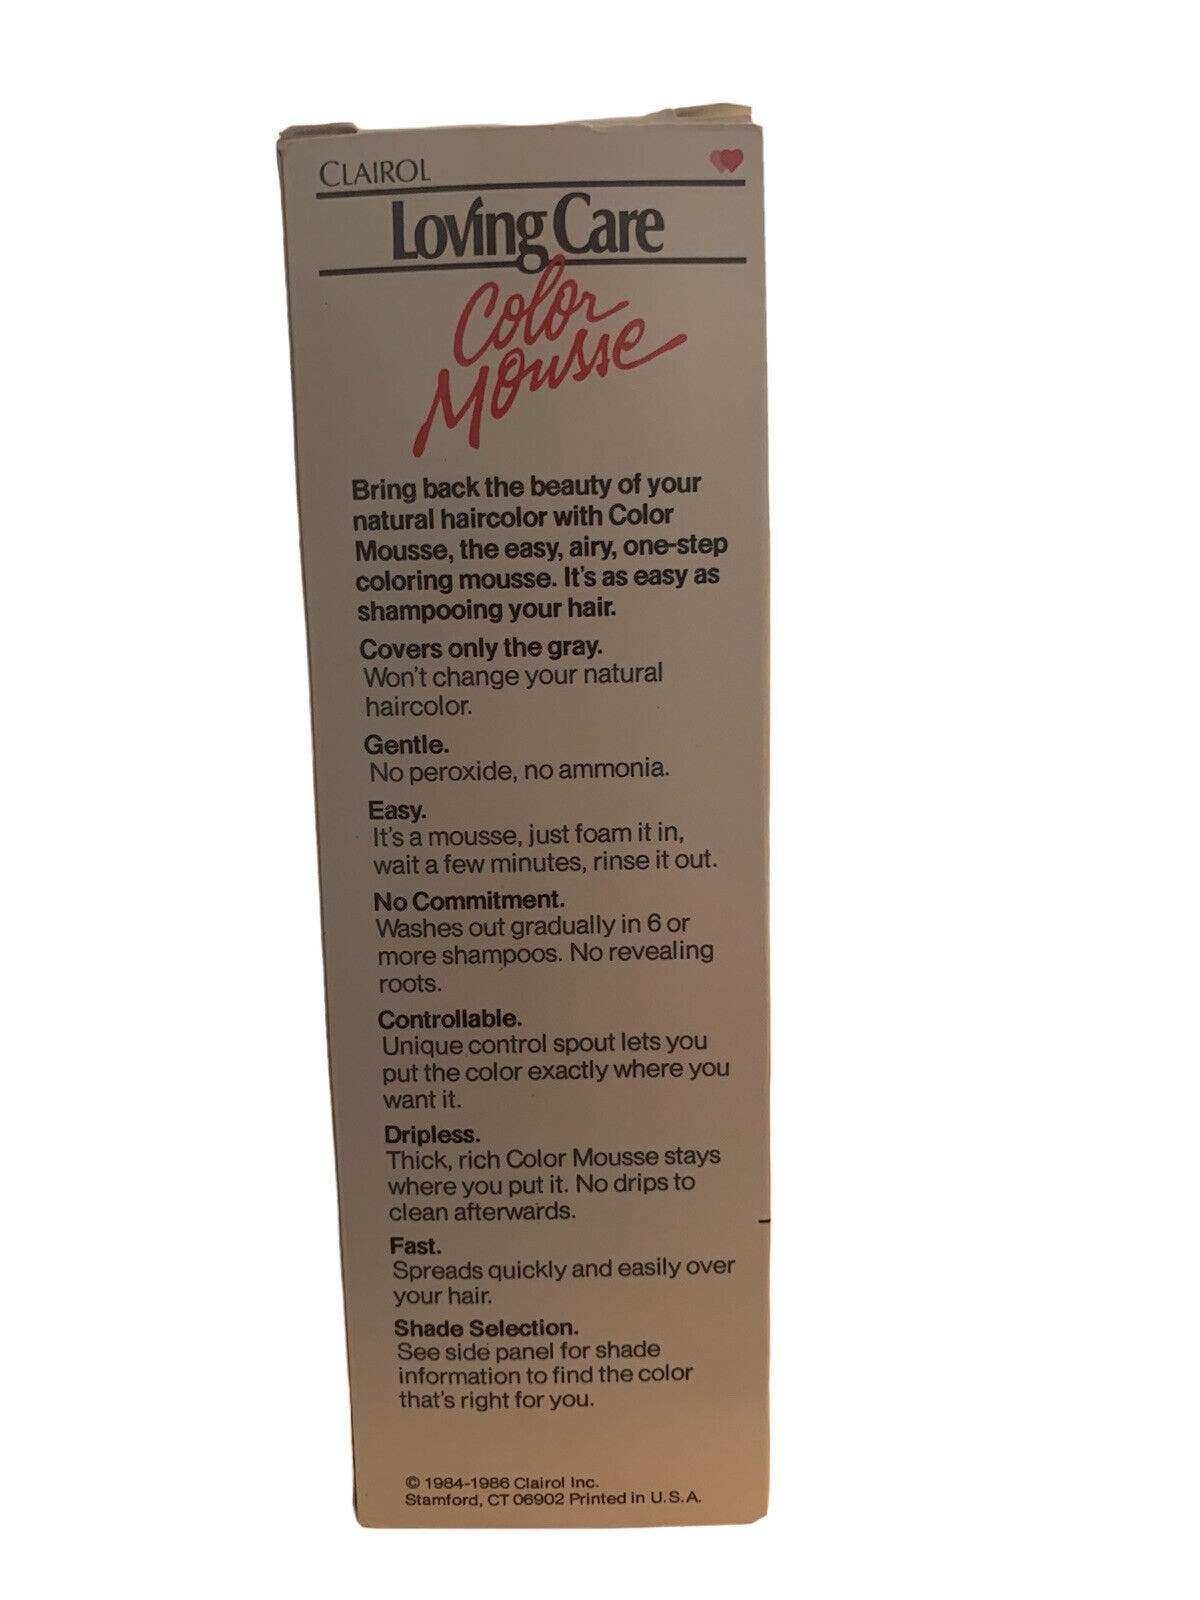 CLAIROL
Loving Care
Color
Mousse
Bring back the beauty of your
natural haircolor with Color
Mousse, the easy, airy, one-step
coloring mousse. It's as easy as
shampooing your hair.
Covers only the gray.
Won't change your natural
haircolor.
Gentle.
No peroxide, no ammonia.
Easy.
It's a mousse, just foam it in,
wait a few minutes, rinse it out.
No Commitment.
Washes out gradually in 6 or
more shampoos. No revealing
roots.
Controllable.
Unique control spout lets you
put the color exactly where you
want it.
Dripless.
Thick, rich Color Mousse stays
where you put it. No drips to
clean afterwards.
Fast.
Spreads quickly and easily over
your hair.
Shade Selection.
See side panel for shade
information to find the color
that's right for you.
© 1984-1986 Clairol Inc.
Stamford, CT 06902 Printed in U.S.A.